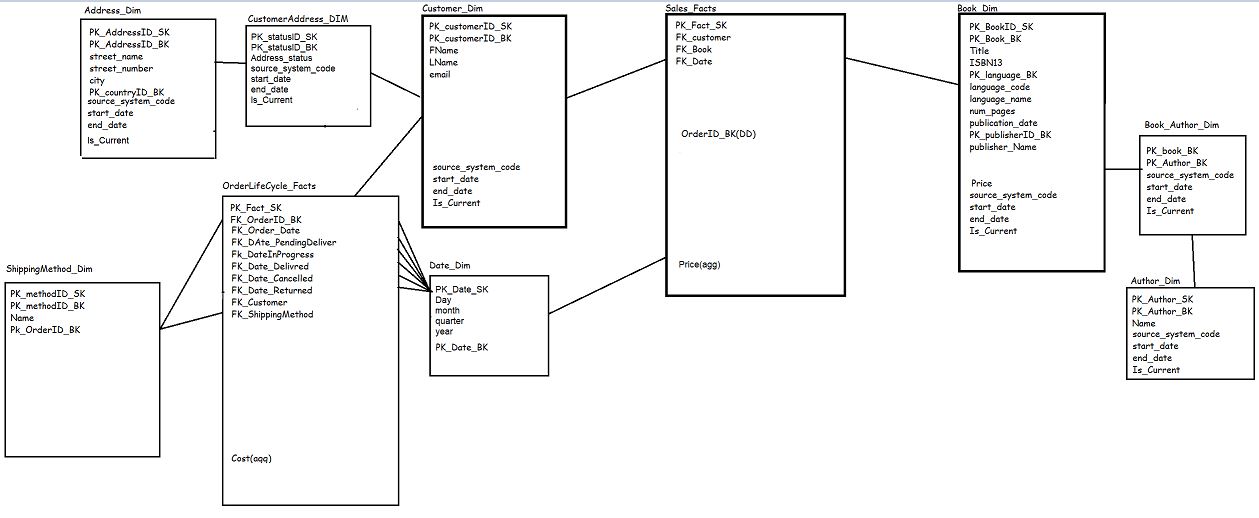 Address_Dim
PK_AddressID_SK
PK_AddressID_BK
street_name
street_number
city
PK_countryID_BK
source_system_code
start_date
end_date
Is_Current
CustomerAddress_DIM
PK_statusID_SK
PK_statusID_BK
Address_status
source_system_code
start_date
end_date
Is_Current
Customer_Dim
PK_customerID_SK
PK_customerID_BK
FName
LName
email
source_system_code
start_date
end_date
Is_Current
Sales_Facts
PK_Fact_SK
FK_customer
FK_Book
FK_Date
OrderID_BK(DD)
Price(agg)
Book_Dim
PK_BookID_SK
PK_Book_BK
Title
ISBN13
PK_language_BK
language_code
language_name
num_pages
publication_date
PK_publisherID_BK
publisher_Name
Price
source_system_code
start_date
end_date
Is_Current
Book_Author_Dim
PK_book_BK
PK_Author_BK
source_system_code
start_date
end_date
Is_Current
Author_Dim
PK_Author_SK
PK_Author_BK
Name
source_system_code
start_date
end_date
Is_Current
OrderLifeCycle_Facts
PK_Fact_SK
FK_OrderID_BK
FK_Order_Date
FK_DAte_PendingDeliver
Fk_DateInProgress
FK_Date_Delivred
FK_Date_Cancelled
FK_Date_Returned
FK_Customer
FK_ShippingMethod
Cost(agg)
Date_Dim
PK_Date_SK
Day
month
quarter
year
PK_Date_BK
ShippingMethod_Dim
PK_methodID_SK
PK_methodID_BK
Name
Pk_OrderID_BK